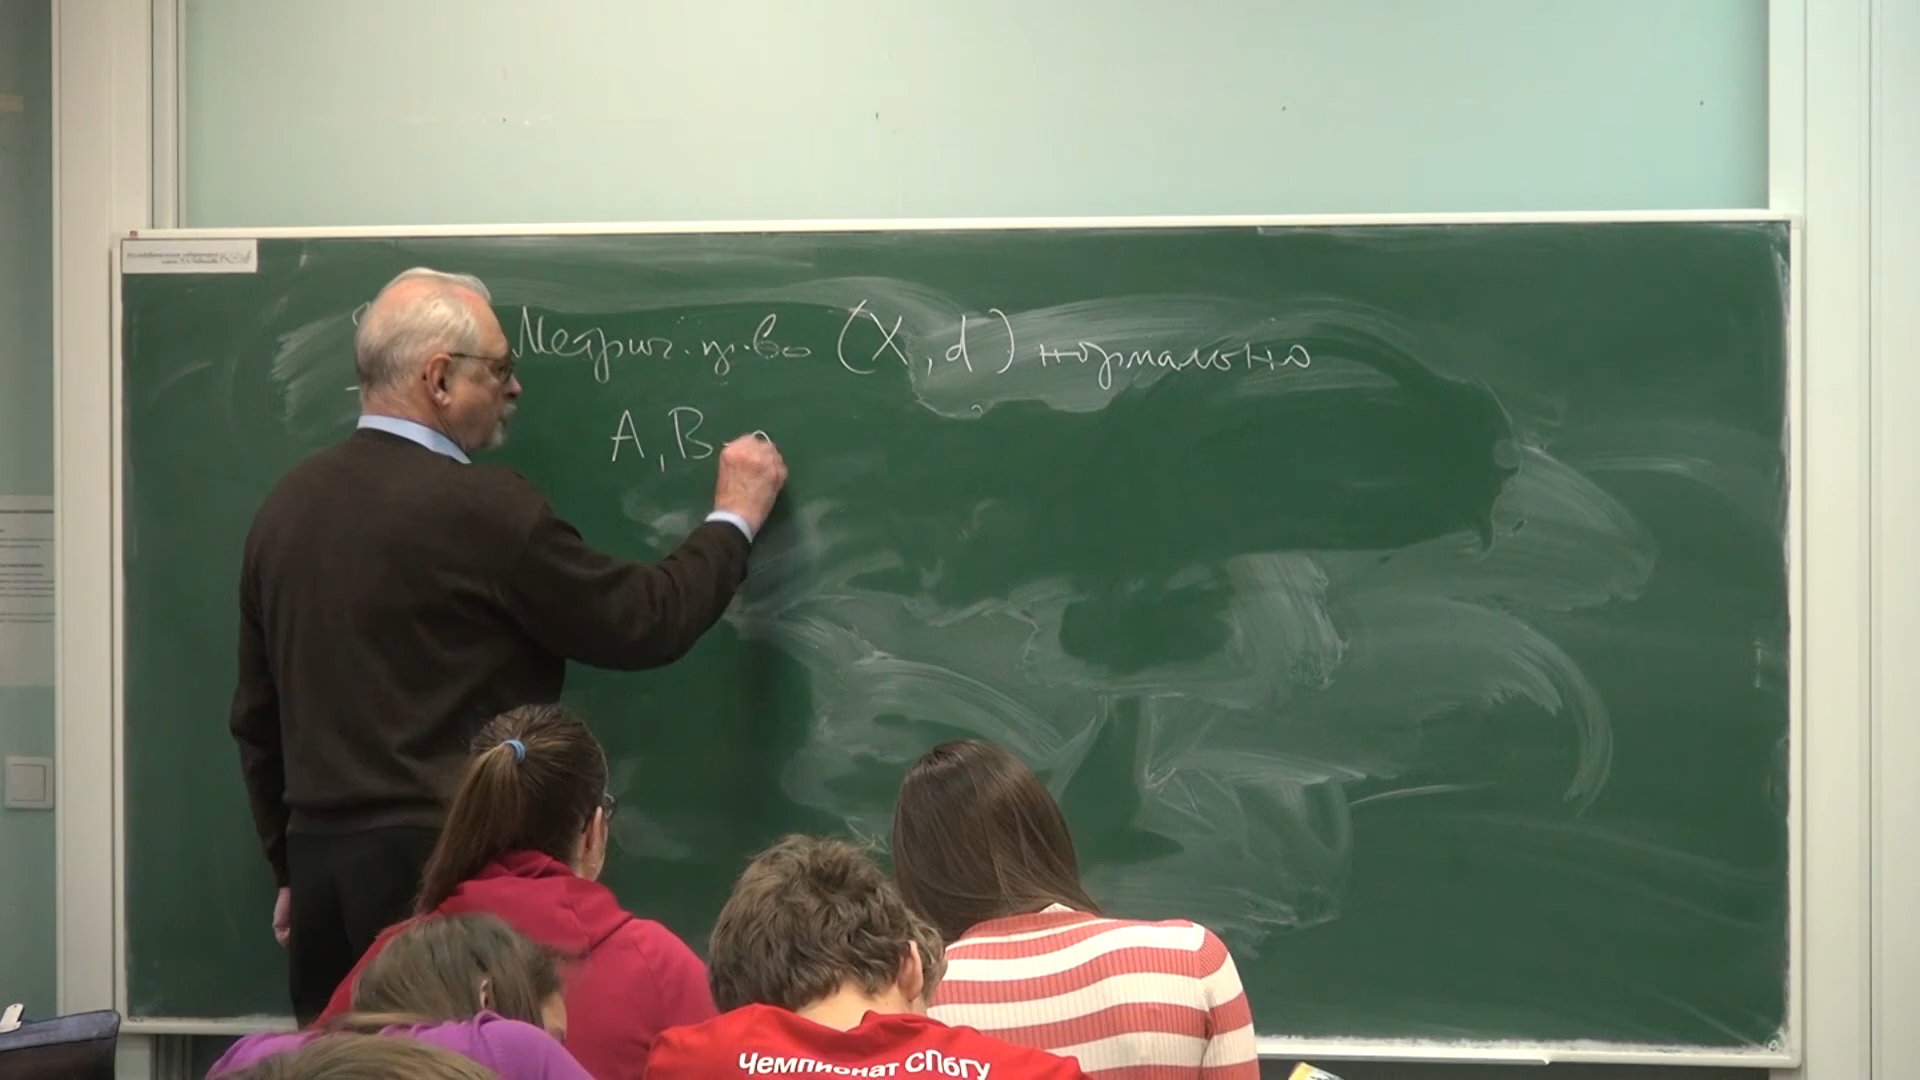 Метрич. пр-во (X, d) нормально
A, B
Чемпионат СПбГУ